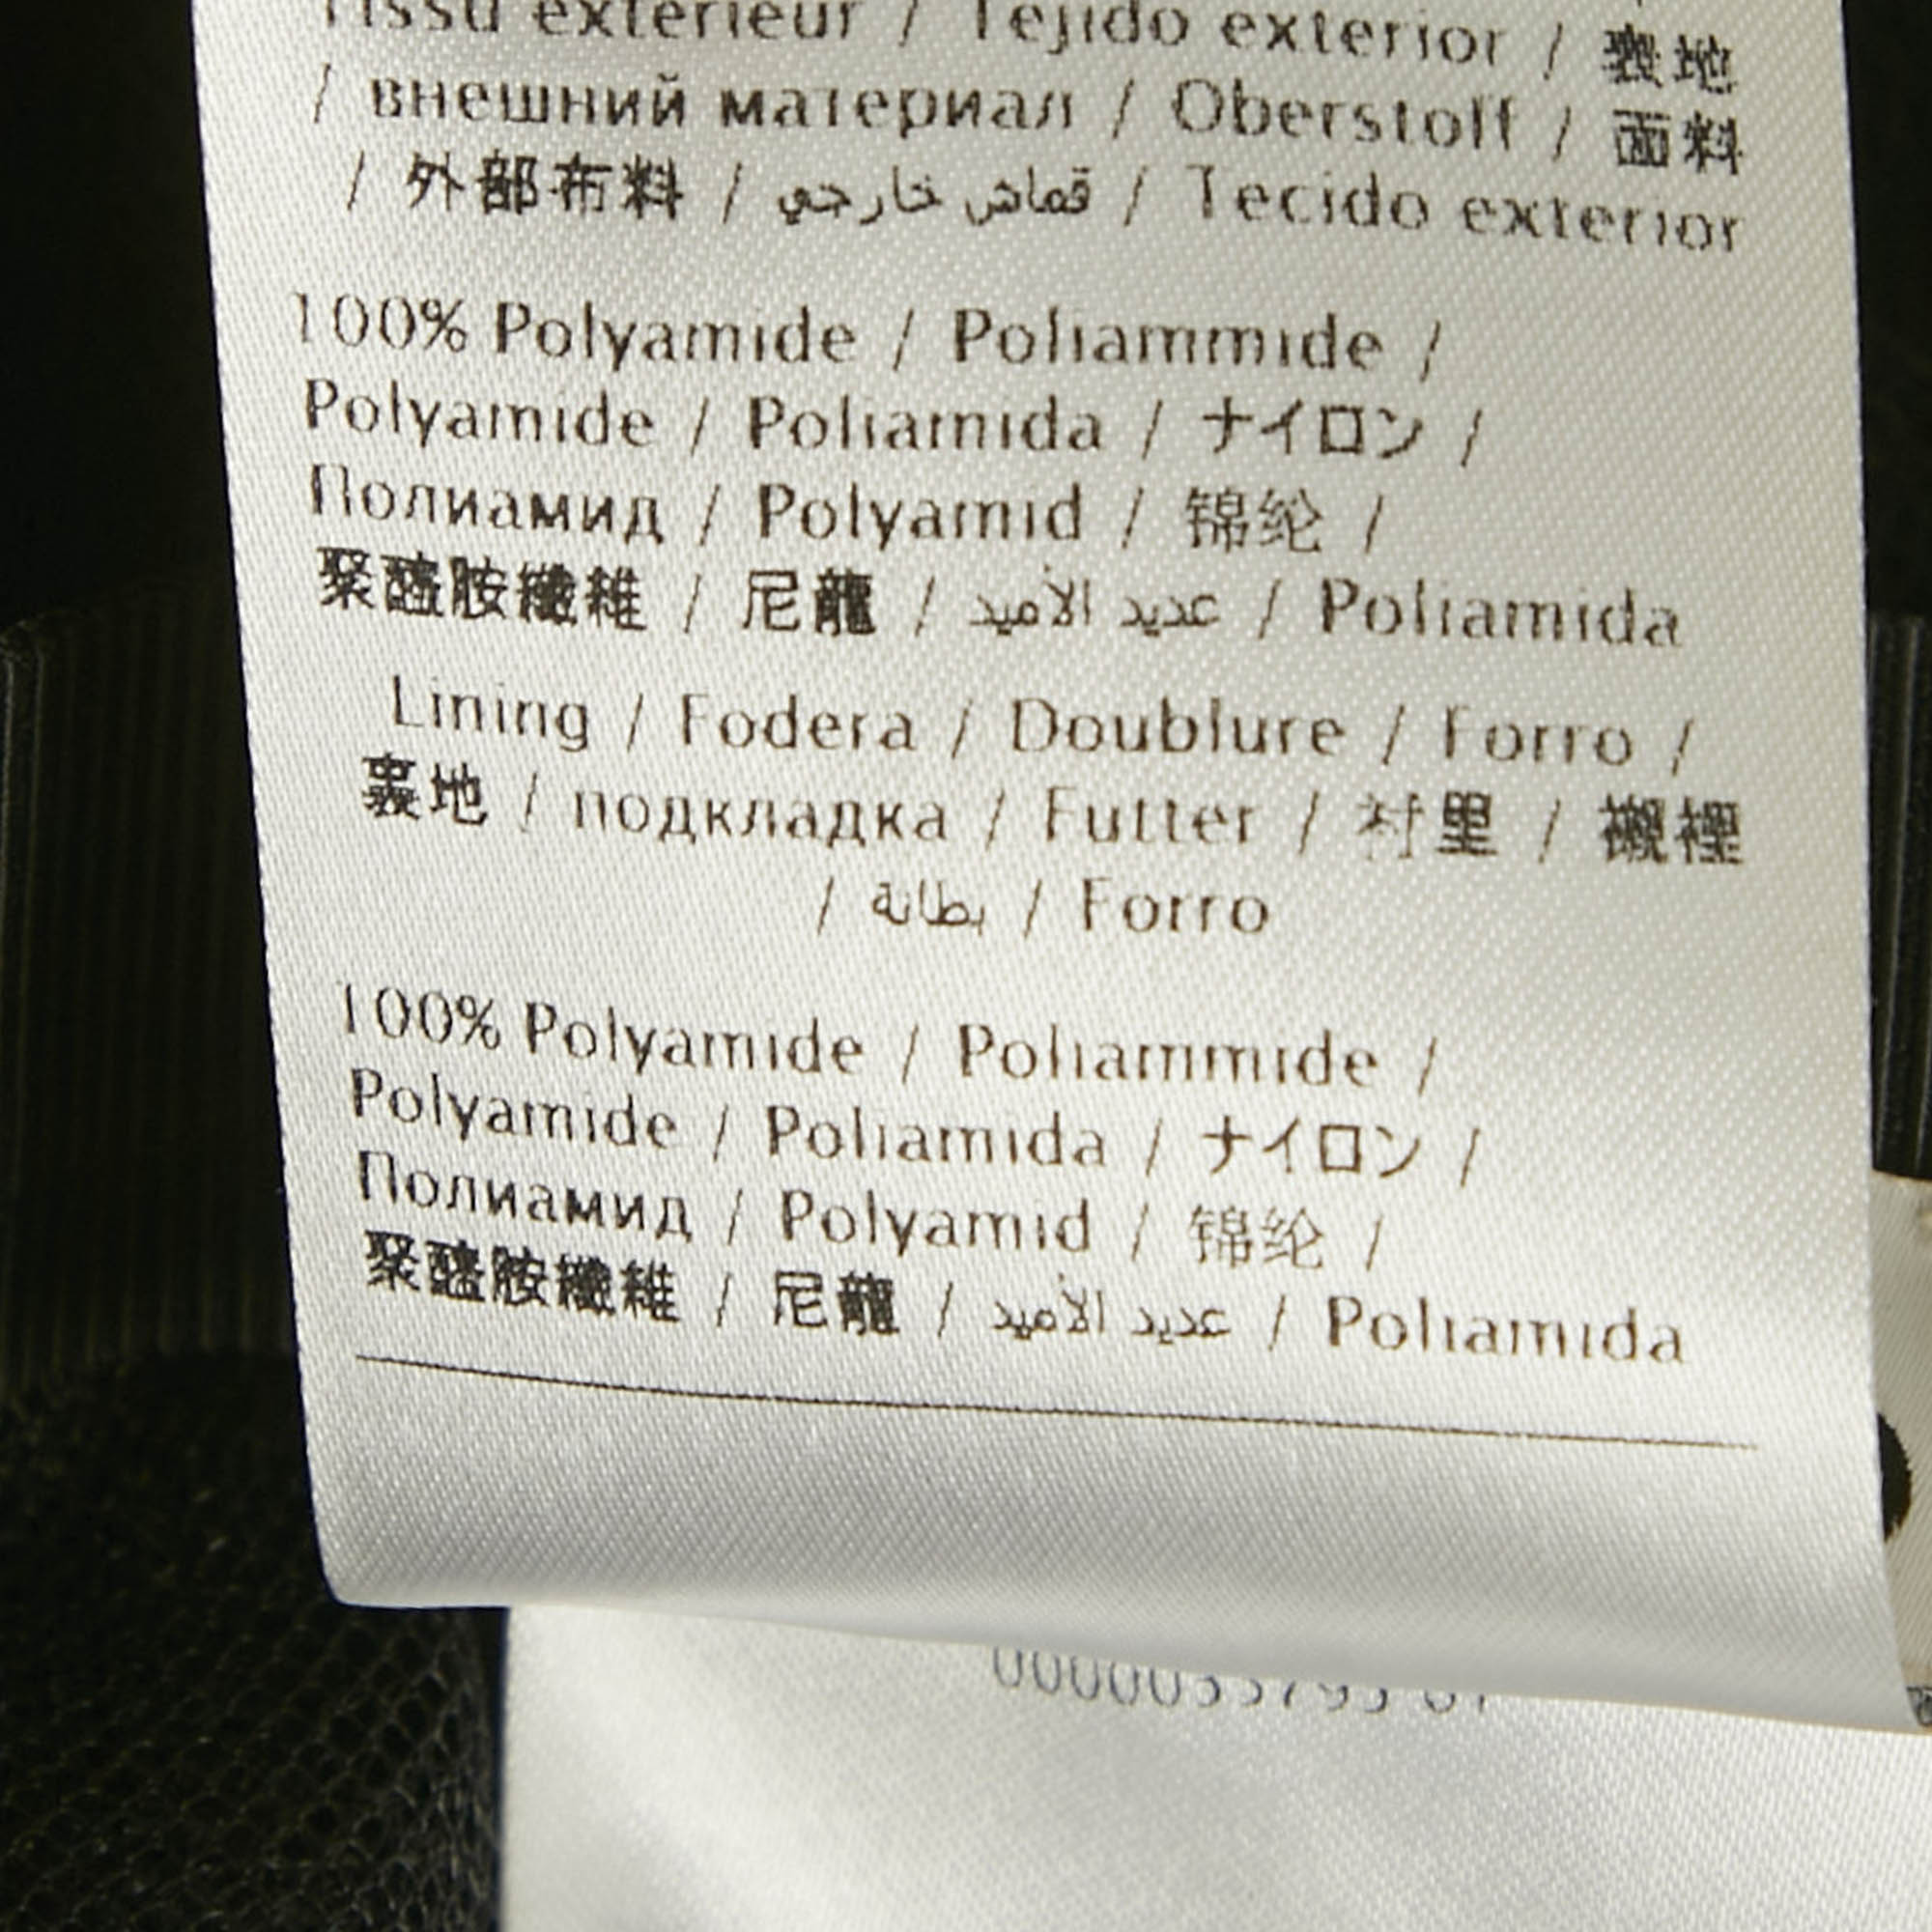 Tissu extérieur / Tejido exterior / 表地
/ внешний материал / Oberstoff / 面料
/ 外部布料 / قماش خارجي / Tecido exterior
100% Polyamide / Poliammide /
Polyamide / Poliamida / ナイロン /
Полиамид / Polyamid / 锦纶 /
聚醯胺纖維 / 尼龍 / عديد الأميد / Poliamida
Lining / Fodera / Doublure / Forro /
裏地 / подкладка / Futter / 衬里 / 襯裡
/ بطانة / Forro
100% Polyamide / Poliammide /
Polyamide / Poliamida / ナイロン /
Полиамид / Polyamid / 锦纶 /
聚醯胺纖維 / 尼龍 / عديد الأميد / Poliamida